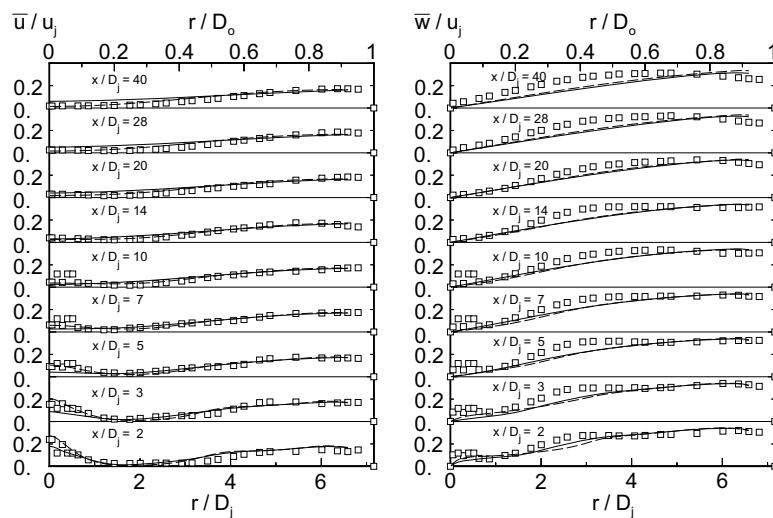 u̅ / u_j r / D_o
0 0.2 0.4 0.6 0.8 1
0.2 x / D_j = 40
0.
0.2 x / D_j = 28
0.
0.2 x / D_j = 20
0.
0.2 x / D_j = 14
0.
0.2 x / D_j = 10
0.
0.2 x / D_j = 7
0.
0.2 x / D_j = 5
0.
0.2 x / D_j = 3
0.
0.2 x / D_j = 2
0.
0 2 4 6
r / D_j
w̅ / u_j r / D_o
0 0.2 0.4 0.6 0.8 1
0.2 x / D_j = 40
0.
0.2 x / D_j = 28
0.
0.2 x / D_j = 20
0.
0.2 x / D_j = 14
0.
0.2 x / D_j = 10
0.
0.2 x / D_j = 7
0.
0.2 x / D_j = 5
0.
0.2 x / D_j = 3
0.
0.2 x / D_j = 2
0.
0 2 4 6
r / D_j